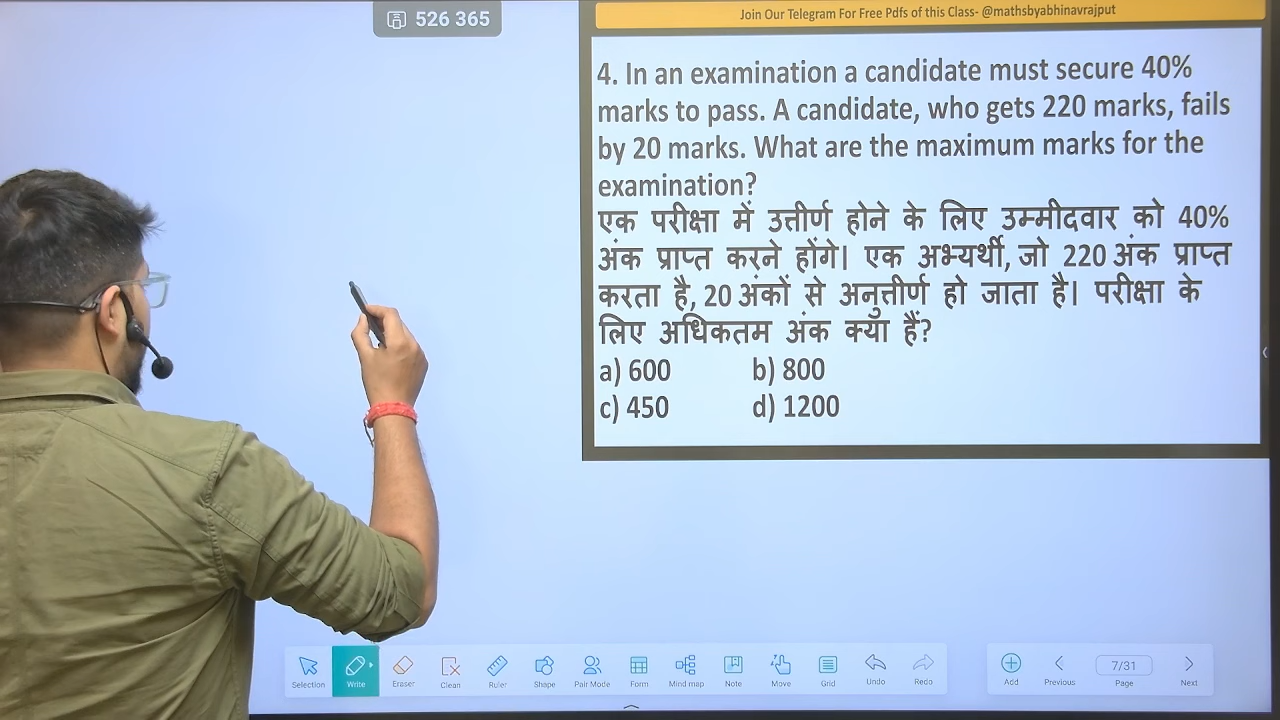 526 365
Join Our Telegram For Free Pdfs of this Class- @mathsbyabhinavrajput
4. In an examination a candidate must secure 40%
marks to pass. A candidate, who gets 220 marks, fails
by 20 marks. What are the maximum marks for the
examination?
एक परीक्षा में उत्तीर्ण होने के लिए उम्मीदवार को 40%
अंक प्राप्त करने होंगे। एक अभ्यर्थी, जो 220 अंक प्राप्त
करता है, 20 अंकों से अनुत्तीर्ण हो जाता है। परीक्षा के
लिए अधिकतम अंक क्या हैं?
a) 600 b) 800
c) 450 d) 1200
Selection Write Eraser Clean Ruler Shape Pair Mode Form Mind map Note Move Grid Undo Redo
Add Previous 7/31 Page Next